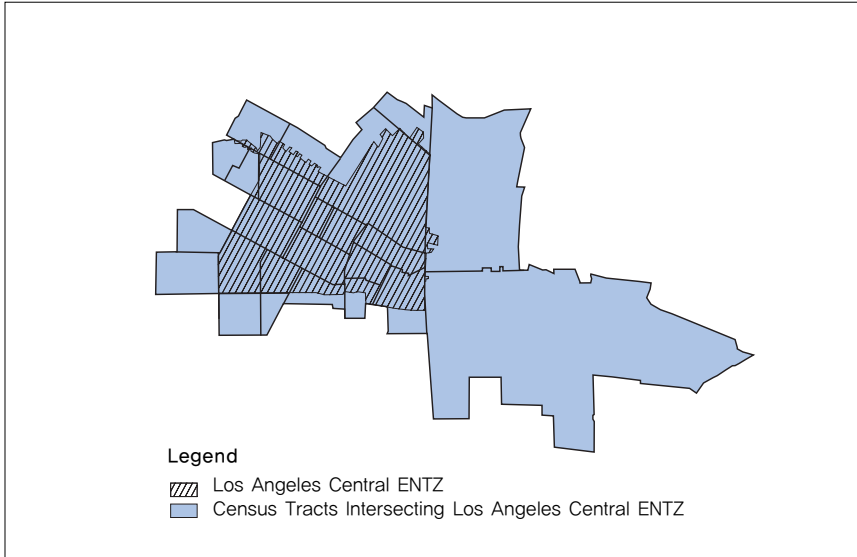 Legend
Los Angeles Central ENTZ
Census Tracts Intersecting Los Angeles Central ENTZ